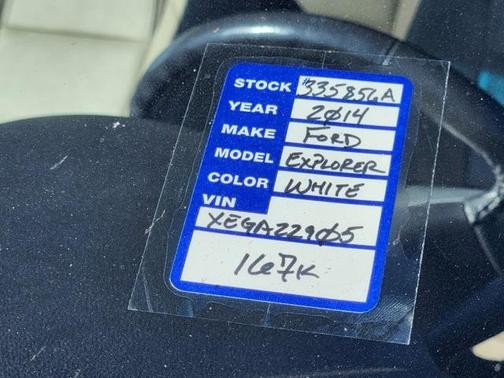 STOCK #335856A
YEAR 2014
MAKE FORD
MODEL EXPLORER
COLOR WHITE
VIN
XEGA22905
167K